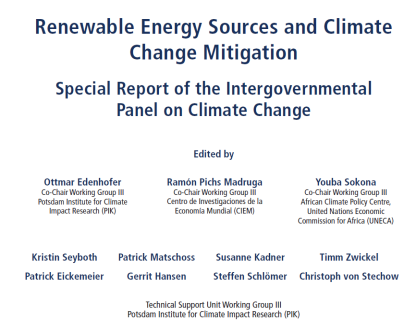 Renewable Energy Sources and Climate
Change Mitigation
Special Report of the Intergovernmental
Panel on Climate Change
Edited by
Ottmar Edenhofer
Co-Chair Working Group III
Potsdam Institute for Climate
Impact Research (PIK)
Ramón Pichs Madruga
Co-Chair Working Group III
Centro de Investigaciones de la
Economía Mundial (CIEM)
Youba Sokona
Co-Chair Working Group III
African Climate Policy Centre,
United Nations Economic
Commission for Africa (UNECA)
Kristin Seyboth Patrick Matschoss Susanne Kadner Timm Zwickel
Patrick Eickemeier Gerrit Hansen Steffen Schlömer Christoph von Stechow
Technical Support Unit Working Group III
Potsdam Institute for Climate Impact Research (PIK)